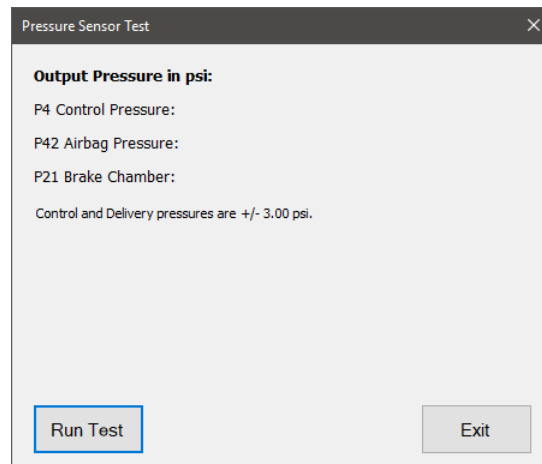 Pressure Sensor Test
Output Pressure in psi:
P4 Control Pressure:
P42 Airbag Pressure:
P21 Brake Chamber:
Control and Delivery pressures are +/- 3.00 psi.
Run Test
Exit